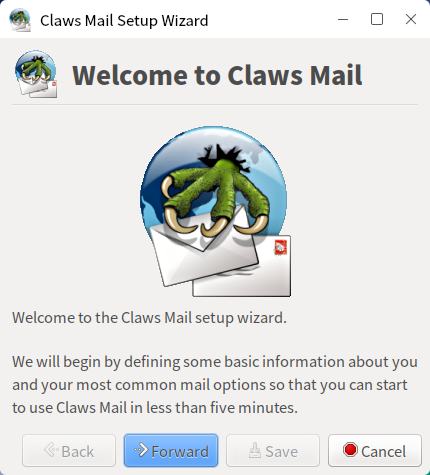 Claws Mail Setup Wizard
Welcome to Claws Mail
Welcome to the Claws Mail setup wizard.
We will begin by defining some basic information about you
and your most common mail options so that you can start
to use Claws Mail in less than five minutes.
Back Forward Save Cancel